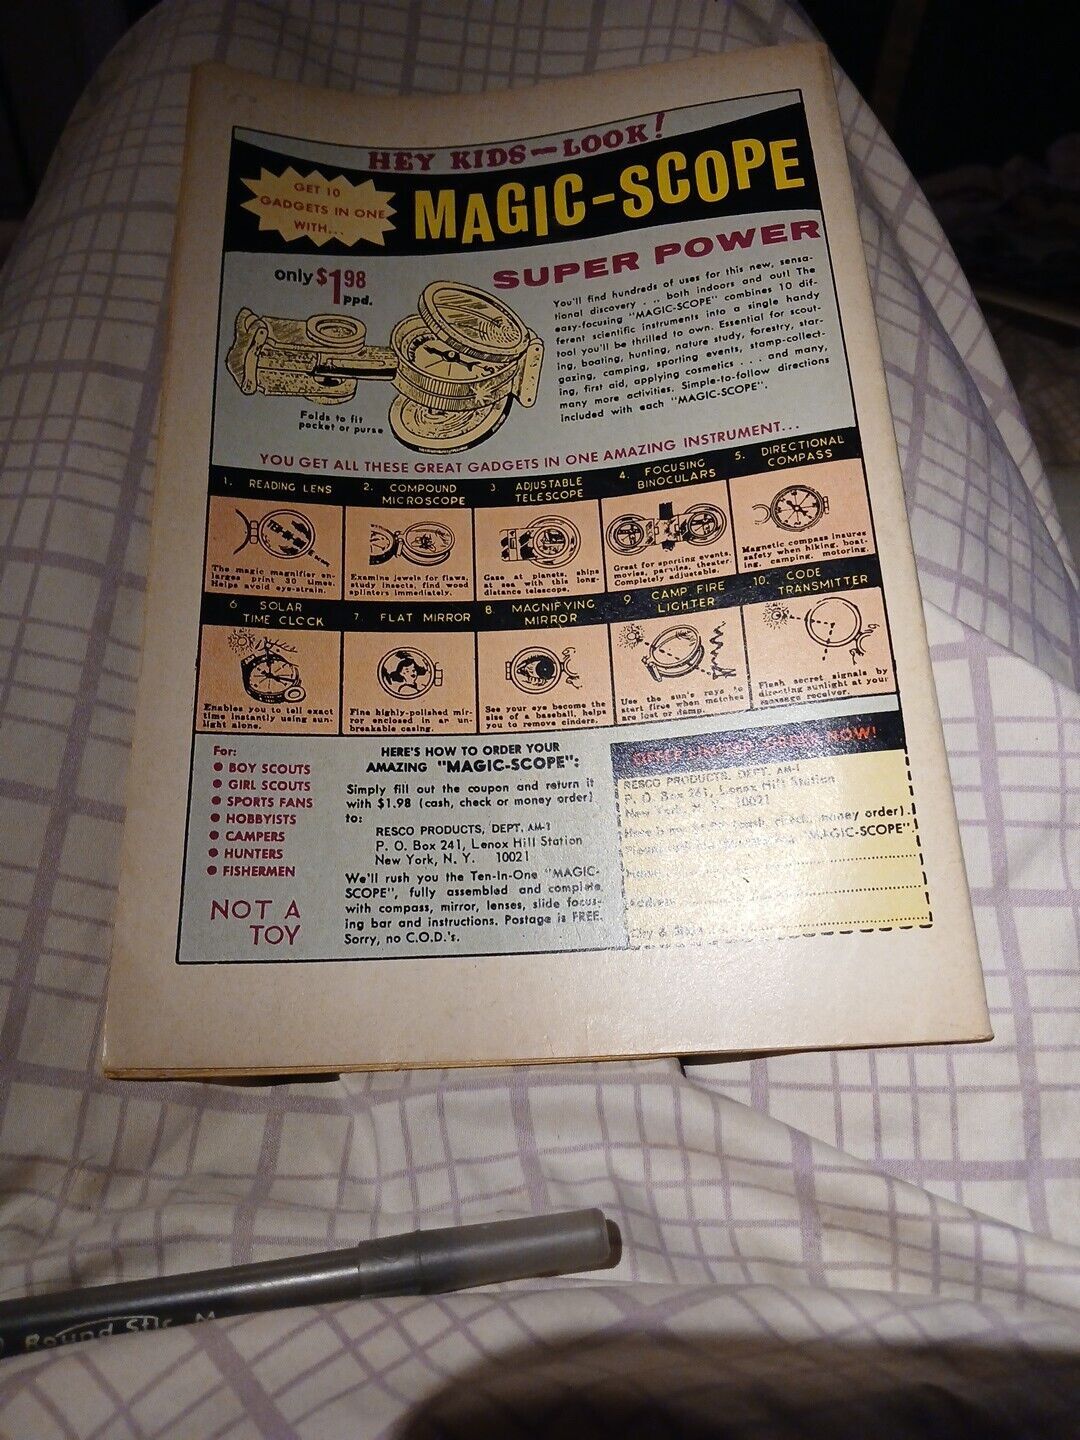 HEY KIDS—LOOK!
GET 10
GADGETS IN ONE
WITH...
MAGIC-SCOPE
SUPER POWER
only $1.98
ppd.
You'll find hundreds of uses for this new, sensa-
tional discovery . . . both indoors and out! The
easy-focusing "MAGIC-SCOPE" combines 10 dif-
ferent scientific instruments into a single handy
tool you'll be thrilled to own. Essential for scout-
ing, boating, hunting, nature study, forestry, star-
gazing, camping, sporting events, stamp-collect-
ing, first aid, applying cosmetics . . . and many,
many more activities. Simple-to-follow directions
included with each "MAGIC-SCOPE".
Folds to fit
pocket or purse
YOU GET ALL THESE GREAT GADGETS IN ONE AMAZING INSTRUMENT...
1. READING LENS
The magic magnifier en-
larges print 30 times.
Helps avoid eye-strain.
2. COMPOUND
MICROSCOPE
Examine jewels for flaws,
study insects, find wood
splinters immediately.
3. ADJUSTABLE
TELESCOPE
Gaze at planets, ships
at sea with this long-
distance telescope.
4. FOCUSING
BINOCULARS
Great for sporting events,
movies, parties, theater.
Completely adjustable.
5. DIRECTIONAL
COMPASS
Magnetic compass insures
safety when hiking, boat-
ing, camping, motoring.
6 SOLAR
TIME CLOCK
Enables you to tell exact
time instantly using sun-
light alone.
7. FLAT MIRROR
Fine highly-polished mir-
ror enclosed in an un-
breakable casing.
8 MAGNIFYING
MIRROR
See your eye become the
size of a baseball, helps
you to remove cinders.
9. CAMP FIRE
LIGHTER
Use the sun's rays to
start fires when matches
are lost or damp.
10. CODE
TRANSMITTER
Flash secret signals by
directing sunlight at your
message receiver.
For:
● BOY SCOUTS
● GIRL SCOUTS
● SPORTS FANS
● HOBBYISTS
● CAMPERS
● HUNTERS
● FISHERMEN
NOT A
TOY
HERE'S HOW TO ORDER YOUR
AMAZING "MAGIC-SCOPE":
Simply fill out the coupon and return it
with $1.98 (cash, check or money order)
to:
RESCO PRODUCTS, DEPT. AM-1
P. O. Box 241, Lenox Hill Station
New York, N. Y. 10021
We'll rush you the Ten-In-One "MAGIC-
SCOPE", fully assembled and complete
with compass, mirror, lenses, slide focus-
ing bar and instructions. Postage is FREE.
Sorry, no C.O.D.'s.
NOW!
RESCO PRODUCTS, DEPT. AM-1
P. O. Box 241, Lenox Hill Station
New York, N. Y. 10021
check, money order).
"MAGIC-SCOPE".
City &
Round Stic M